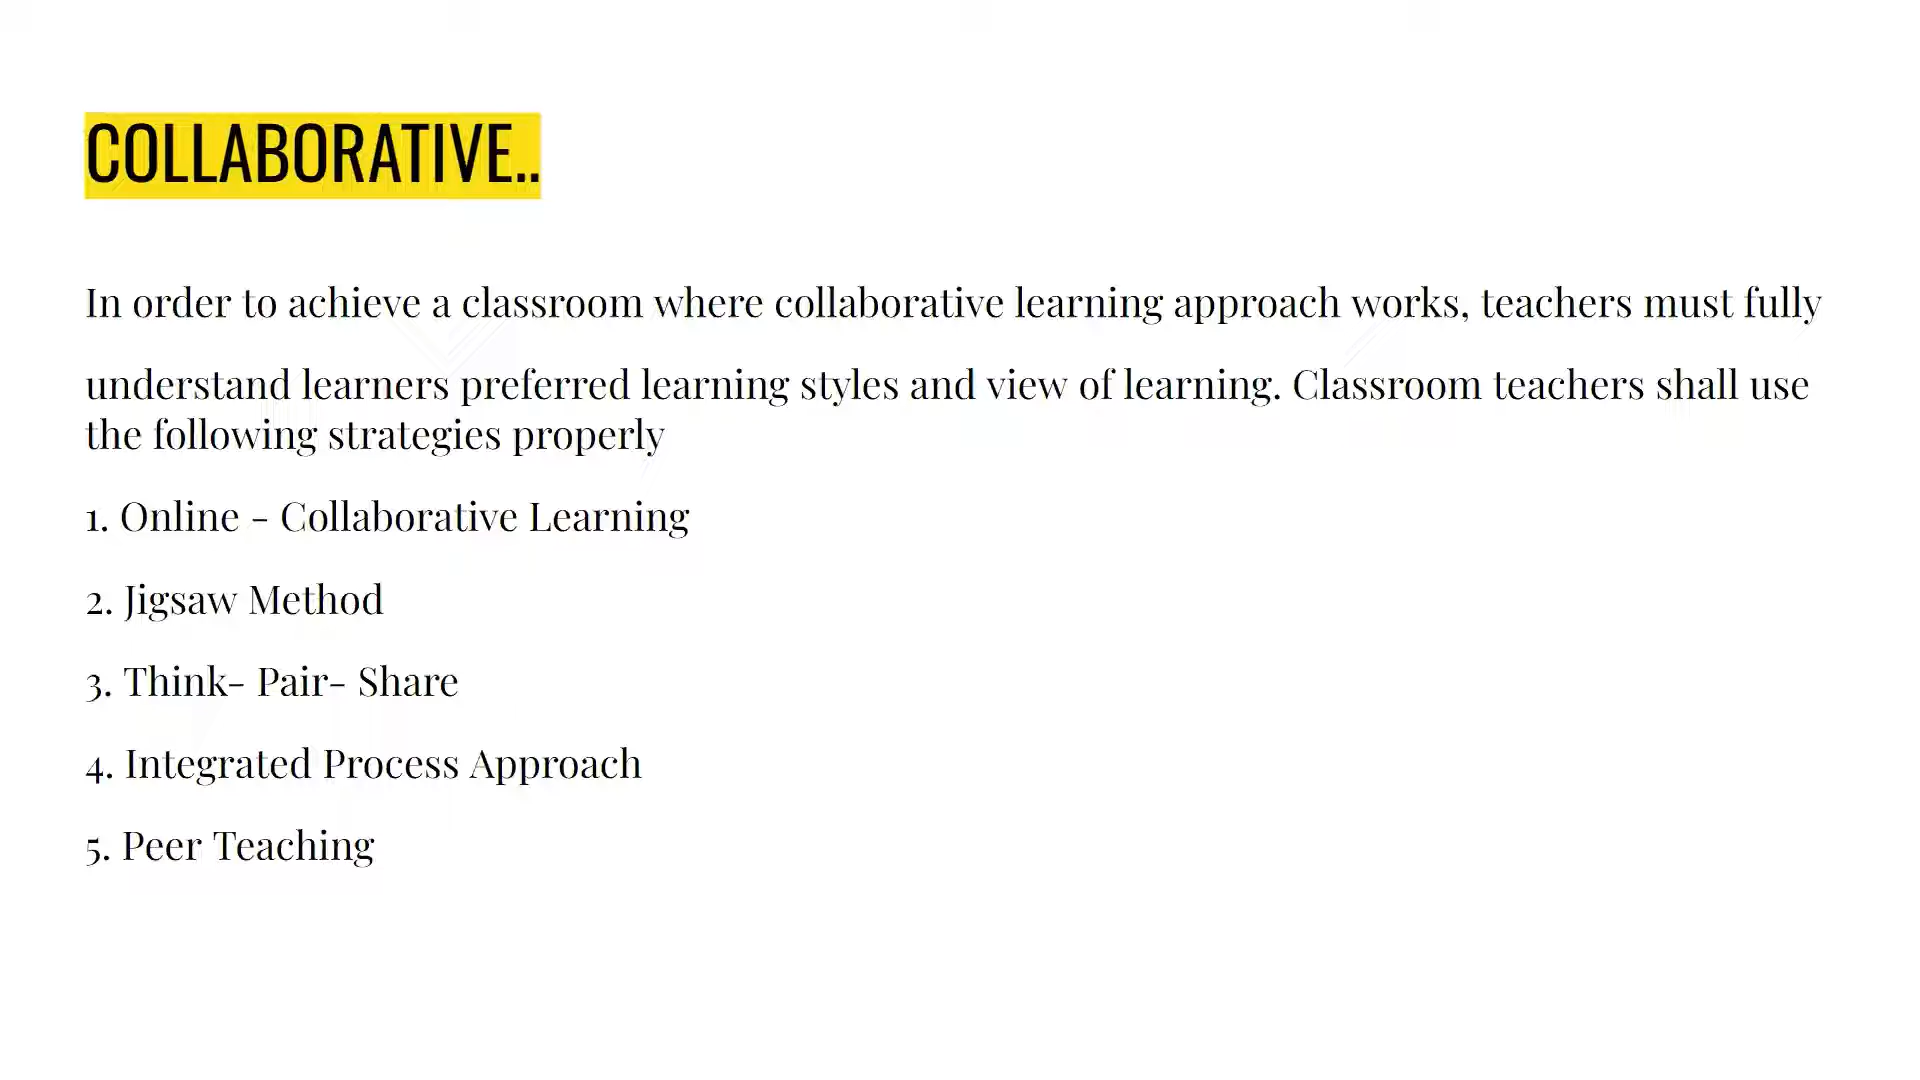 COLLABORATIVE..
In order to achieve a classroom where collaborative learning approach works, teachers must fully
understand learners preferred learning styles and view of learning. Classroom teachers shall use
the following strategies properly
1. Online - Collaborative Learning
2. Jigsaw Method
3. Think- Pair- Share
4. Integrated Process Approach
5. Peer Teaching